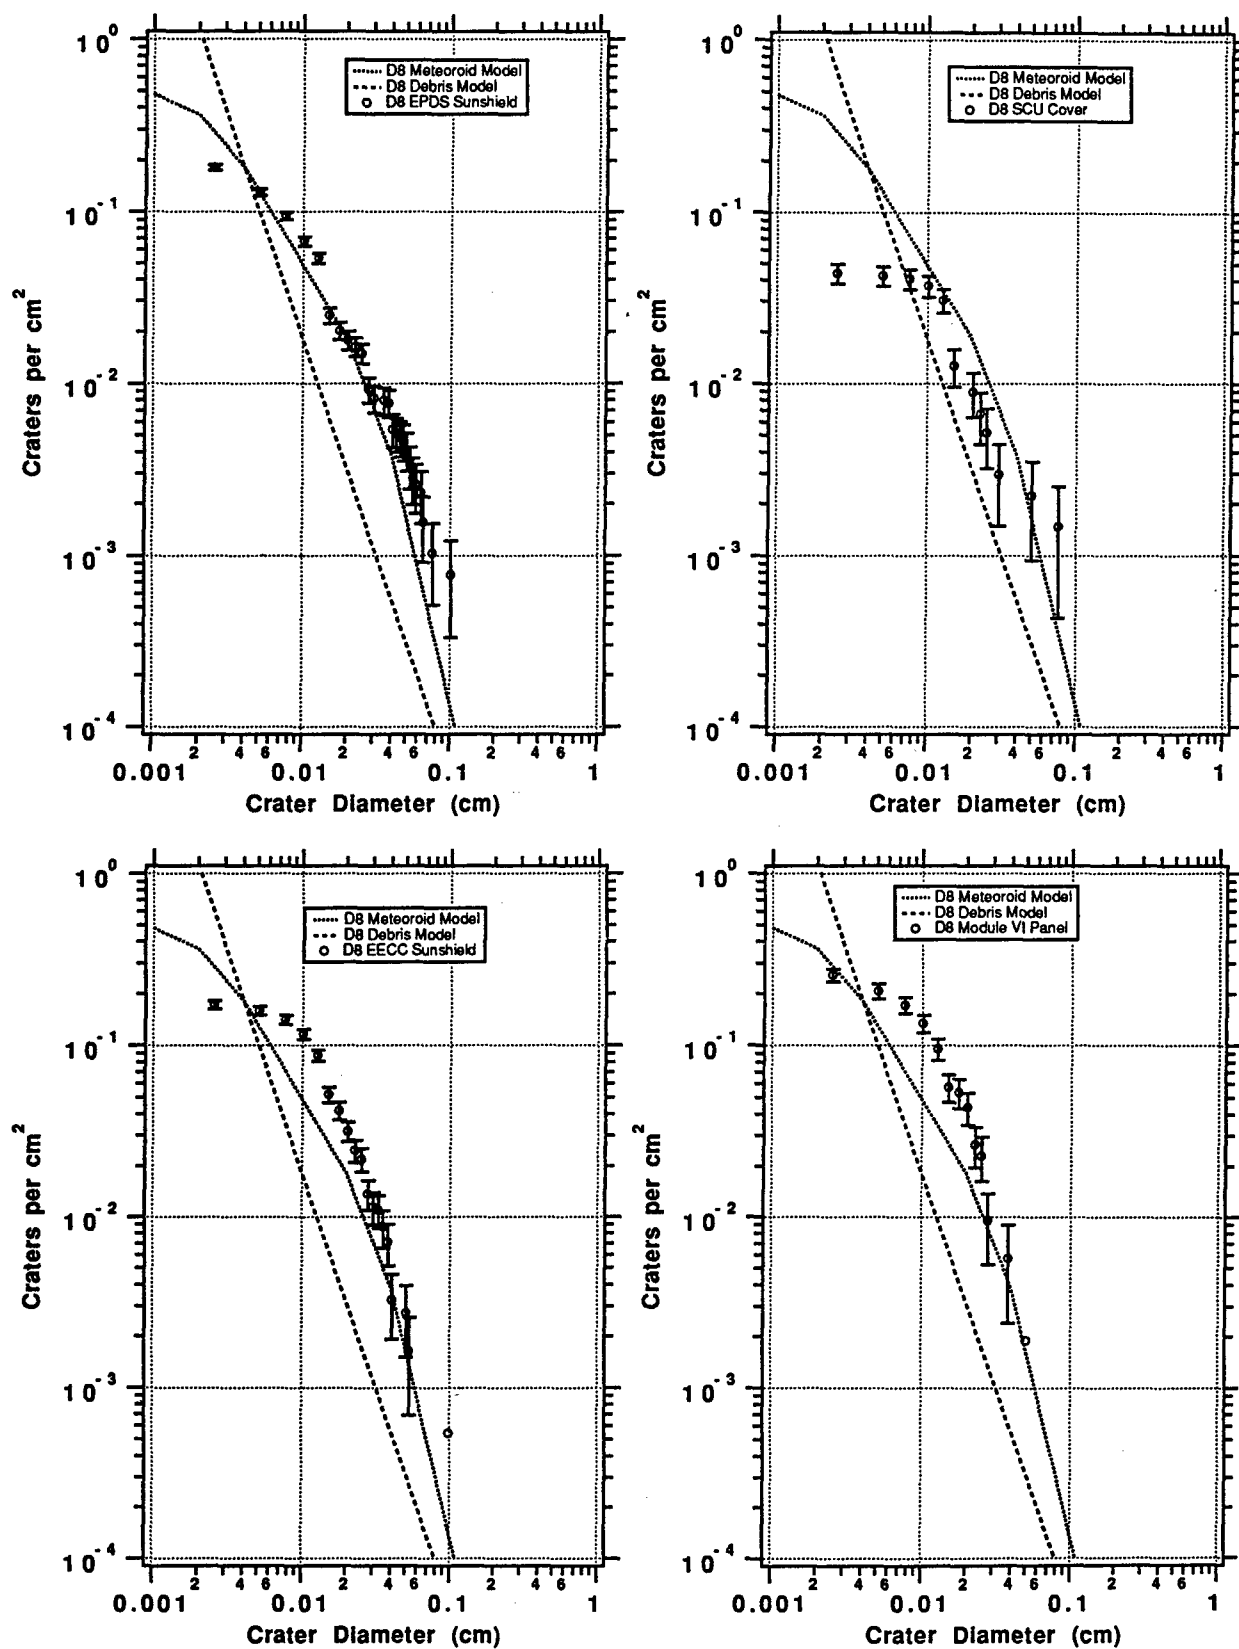 10^0
10^-1
10^-2
10^-3
10^-4
Craters per cm^2
D8 Meteoroid Model
D8 Debris Model
D8 EPDS Sunshield
2 4 6 2 4 6 2 4 6
0.001 0.01 0.1 1
Crater Diameter (cm)
10^0
10^-1
10^-2
10^-3
10^-4
Craters per cm^2
D8 Meteoroid Model
D8 Debris Model
D8 SCU Cover
2 4 6 2 4 6 2 4 6
0.001 0.01 0.1 1
Crater Diameter (cm)
10^0
10^-1
10^-2
10^-3
10^-4
Craters per cm^2
D8 Meteoroid Model
D8 Debris Model
D8 EECC Sunshield
2 4 6 2 4 6 2 4 6
0.001 0.01 0.1 1
Crater Diameter (cm)
10^0
10^-1
10^-2
10^-3
10^-4
Craters per cm^2
D8 Meteoroid Model
D8 Debris Model
D8 Module VI Panel
2 4 6 2 4 6 2 4 6
0.001 0.01 0.1 1
Crater Diameter (cm)